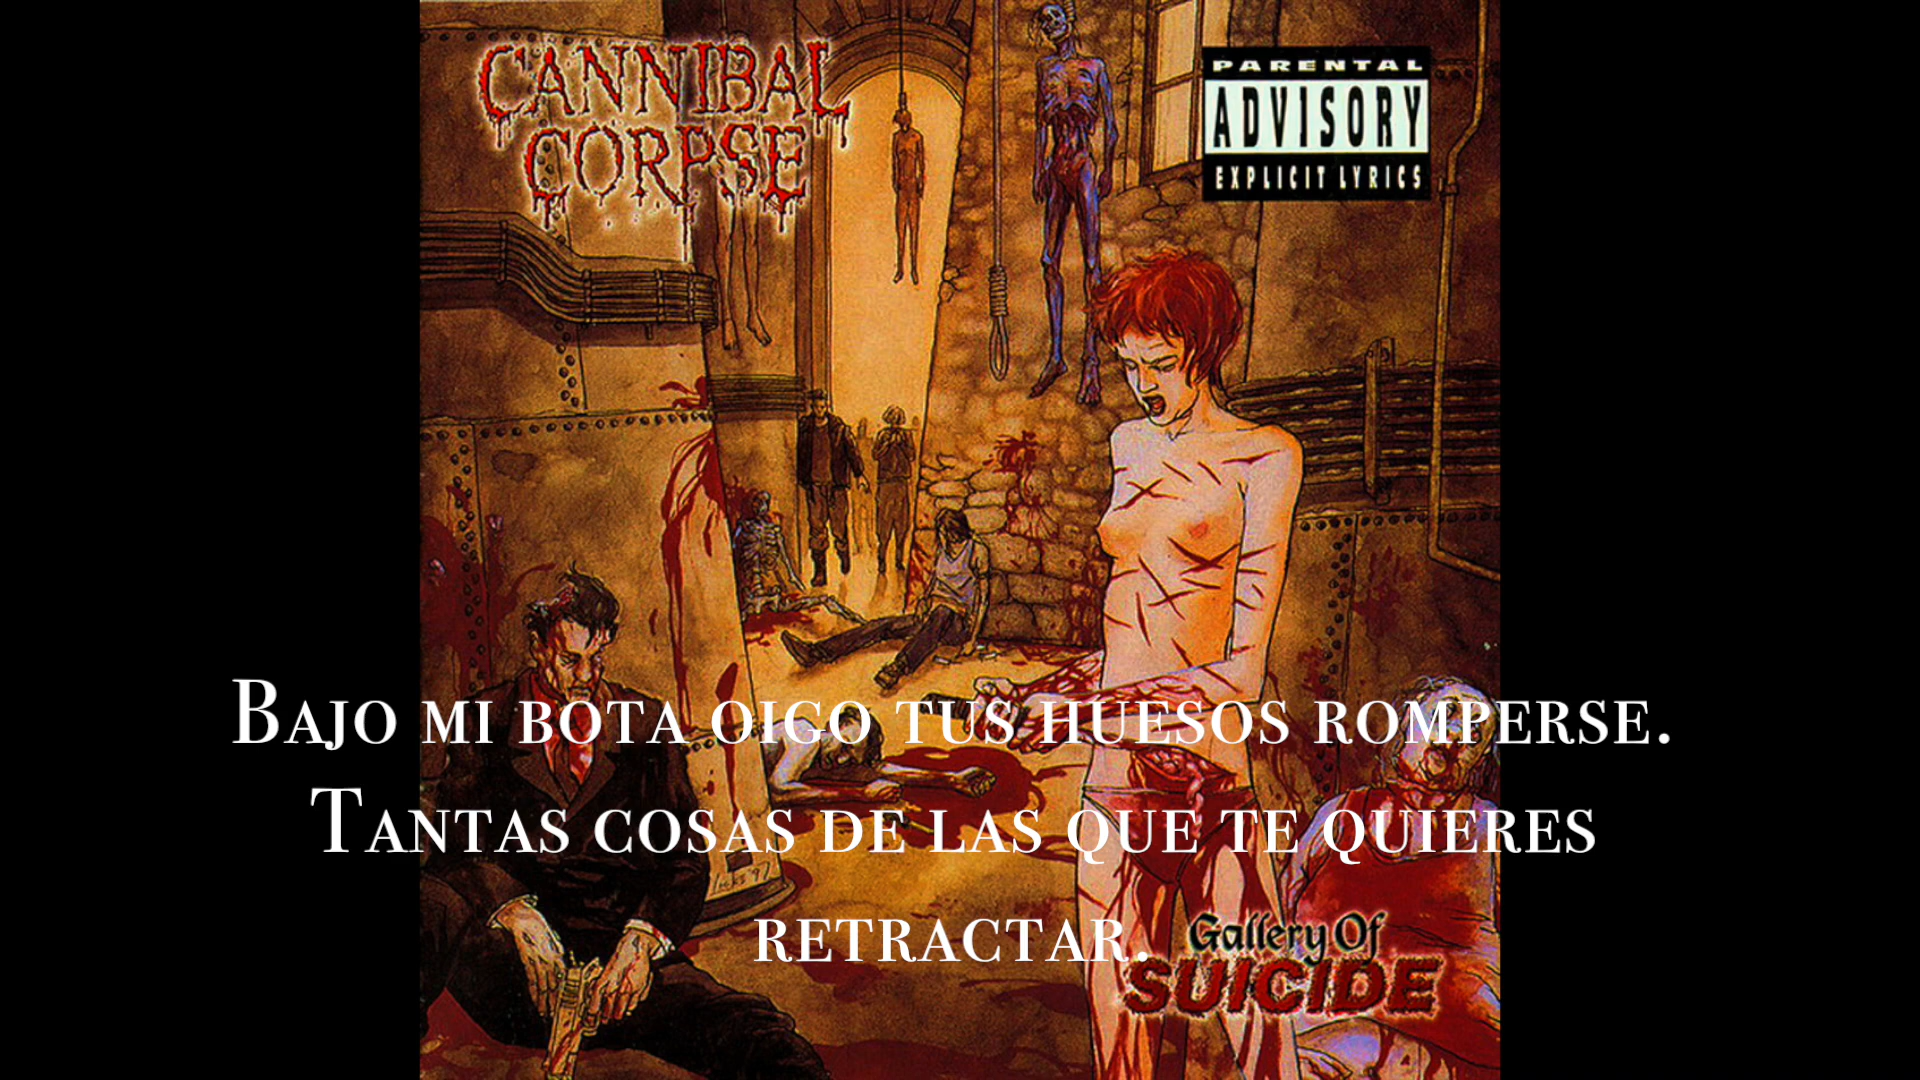 CANNIBAL
CORPSE
PARENTAL
ADVISORY
EXPLICIT LYRICS
Bajo mi bota oigo tus huesos romperse.
Tantas cosas de las que te quieres
retractar.
Gallery Of
SUICIDE